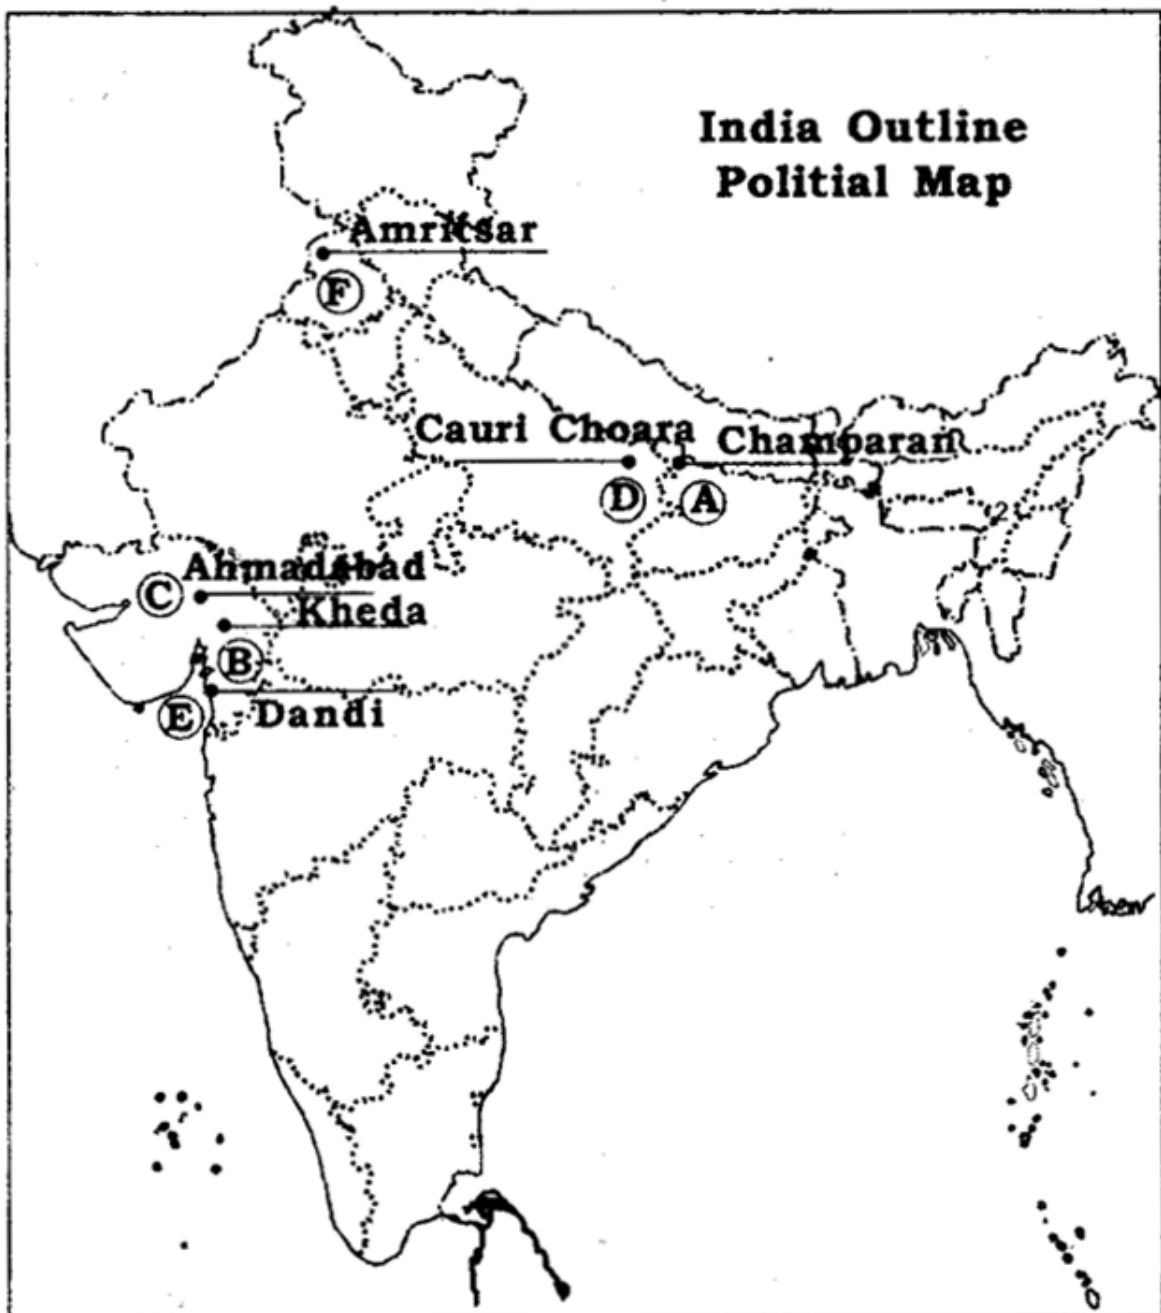 India Outline
Politial Map
Amritsar
F
Cauri Choara
Champaran
D
A
Ahmadabad
C
Kheda
B
Dandi
E